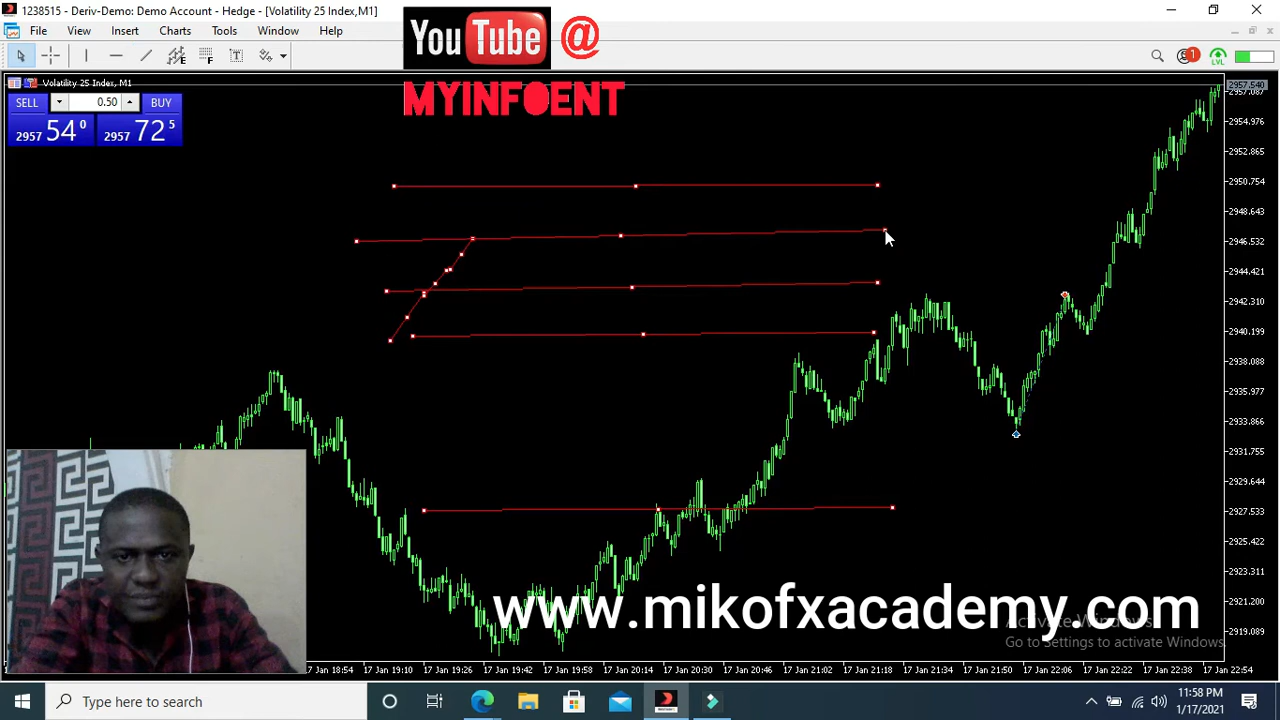 1238515 - Deriv-Demo: Demo Account - Hedge - [Volatility 25 Index,M1]
File View Insert Charts Tools Window Help
YouTube @
MYINFOENT
1
LVL
Volatility 25 Index, M1
SELL 0.50 BUY
2957 54 0 2957 72 5
2957.540
2954.976
2952.865
2950.754
2948.643
2946.532
2944.421
2942.310
2940.199
2938.088
2935.977
2933.866
2931.755
2929.644
2927.533
2925.422
2923.311
2921.200
2919.089
www.mikofxacademy.com
Activate Windows
Go to Settings to activate Windows.
17 Jan 18:54 17 Jan 19:10 17 Jan 19:26 17 Jan 19:42 17 Jan 19:58 17 Jan 20:14 17 Jan 20:30 17 Jan 20:46 17 Jan 21:02 17 Jan 21:18 17 Jan 21:34 17 Jan 21:50 17 Jan 22:06 17 Jan 22:22 17 Jan 22:38 17 Jan 22:54
Type here to search
11:58 PM
1/17/2021